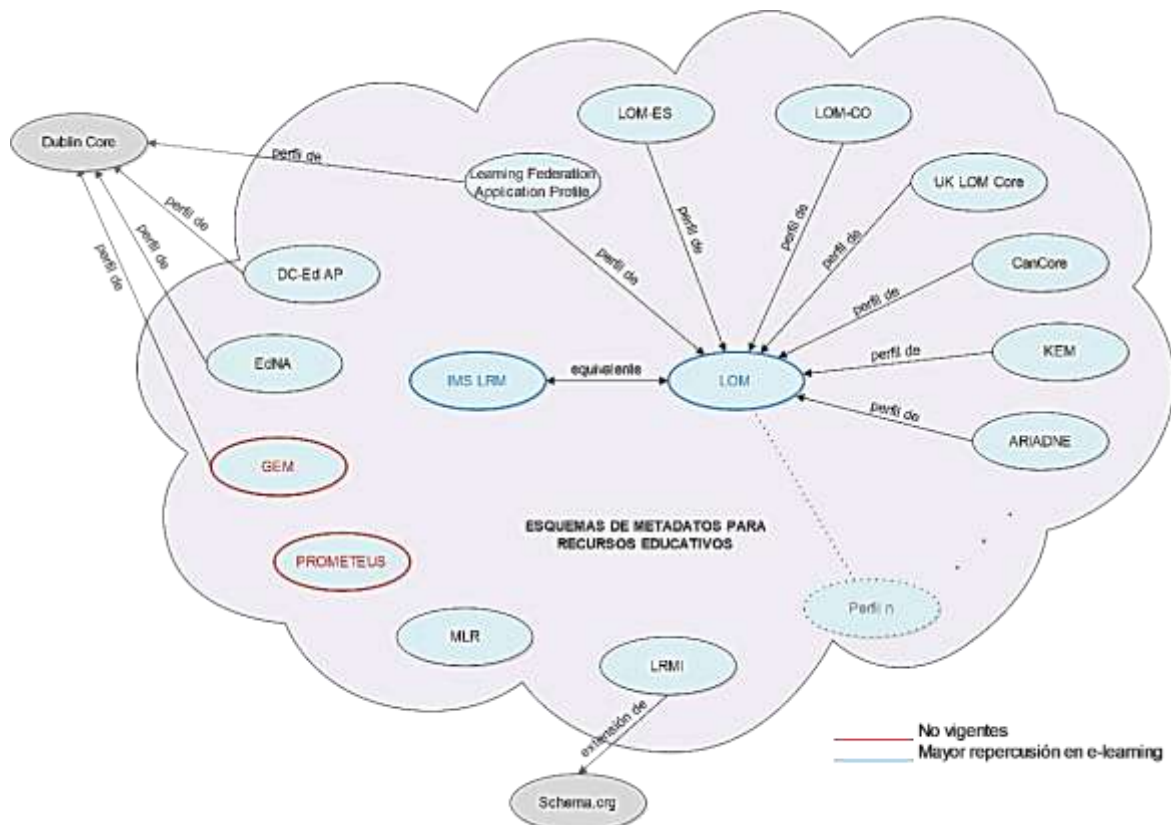 LOM-ES
LOM-CO
Dublin Core
perfil de
Learning Federation
Application Profile
UK LOM Core
perfil de
perfil de
perfil de
perfil de
perfil de
perfil de
perfil de
DC-Ed AP
CanCore
perfil de
perfil de
EdNA
IMS LRM
equivalente
LOM
perfil de
KEM
perfil de
ARIADNE
GEM
ESQUEMAS DE METADATOS PARA
RECURSOS EDUCATIVOS
PROMETEUS
Perfil n
MLR
LRMI
extensión de
No vigentes
Mayor repercusión en e-learning
Schema.org